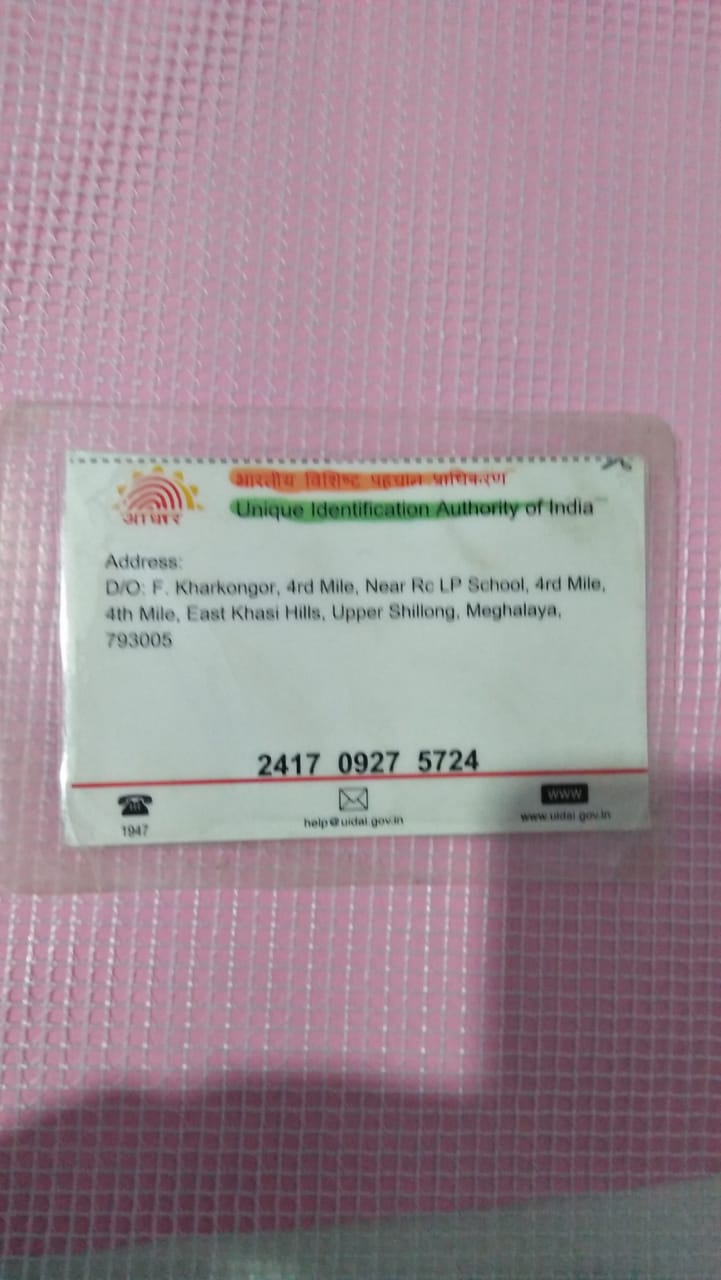 भारतीय विशिष्ट पहचान प्राधिकरण
Unique Identification Authority of India
आधार
Address:
D/O: F. Kharkongor, 4rd Mile, Near Rc LP School, 4rd Mile,
4th Mile, East Khasi Hills, Upper Shillong, Meghalaya,
793005
2417 0927 5724
1947
help@uidai.gov.in
www
www.uidai.gov.in